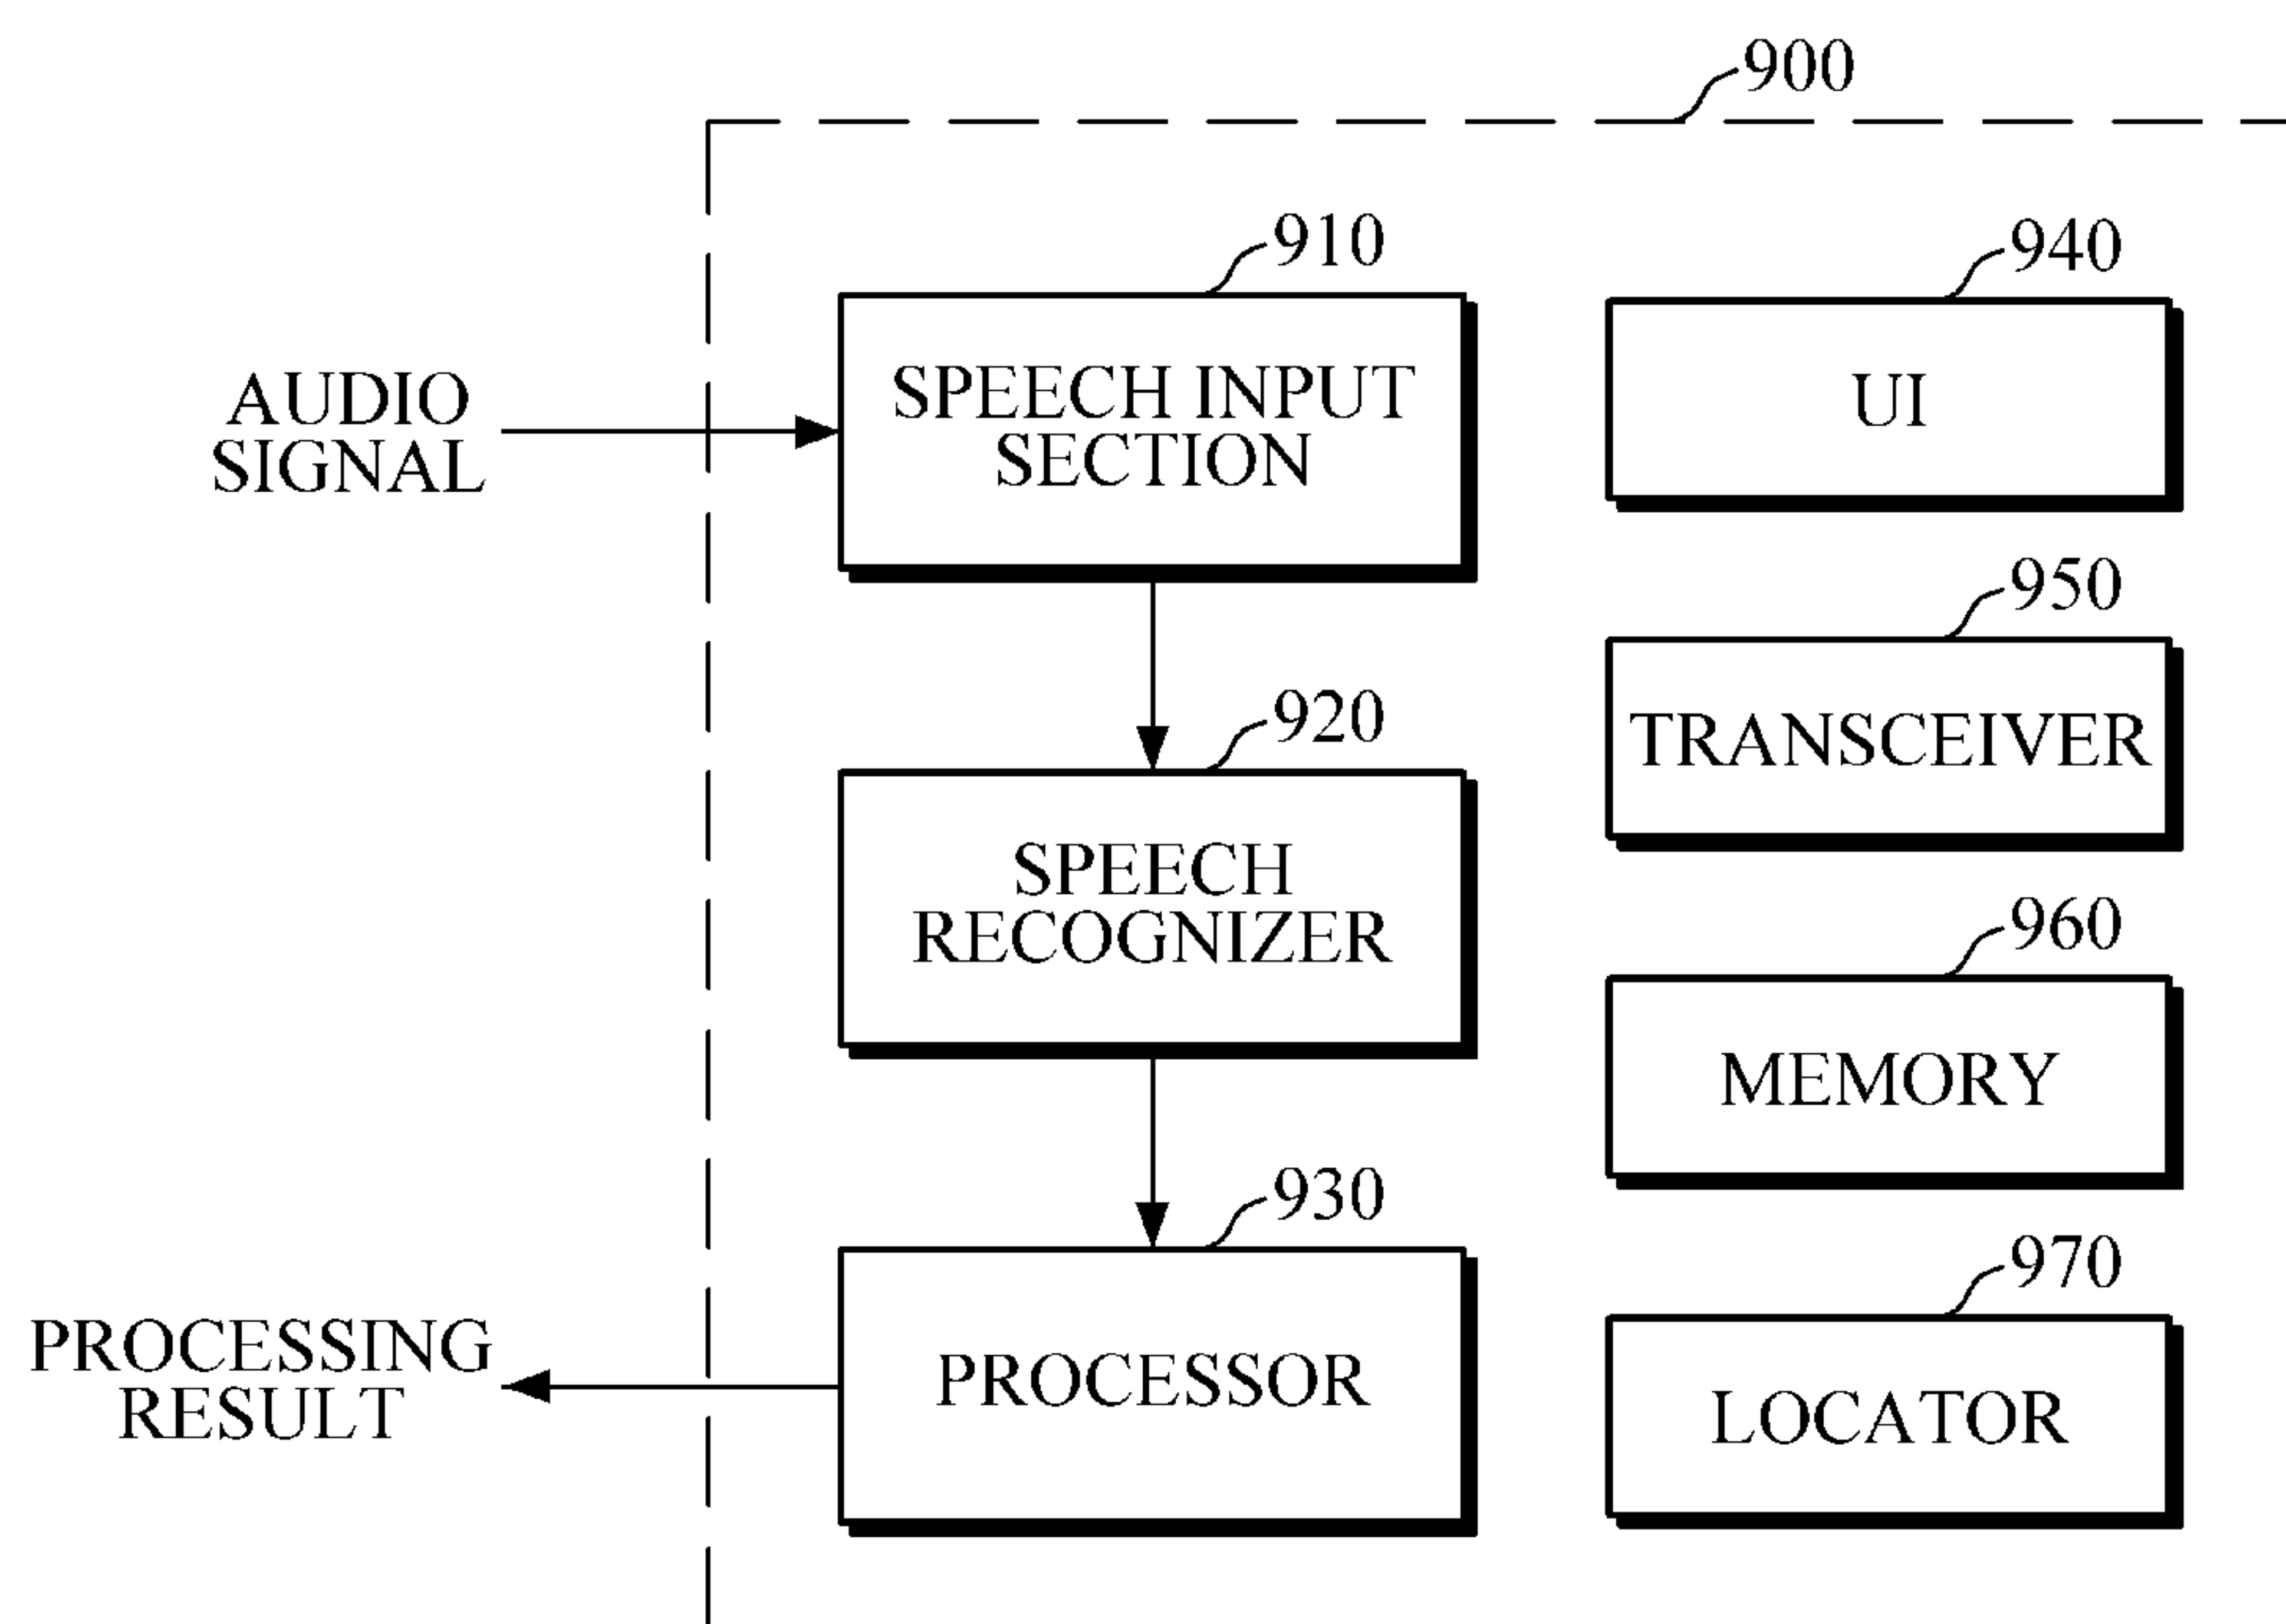 900
910
940
AUDIO
SIGNAL
SPEECH INPUT
SECTION
UI
950
920
TRANSCEIVER
SPEECH
RECOGNIZER
960
MEMORY
930
970
PROCESSING
RESULT
PROCESSOR
LOCATOR